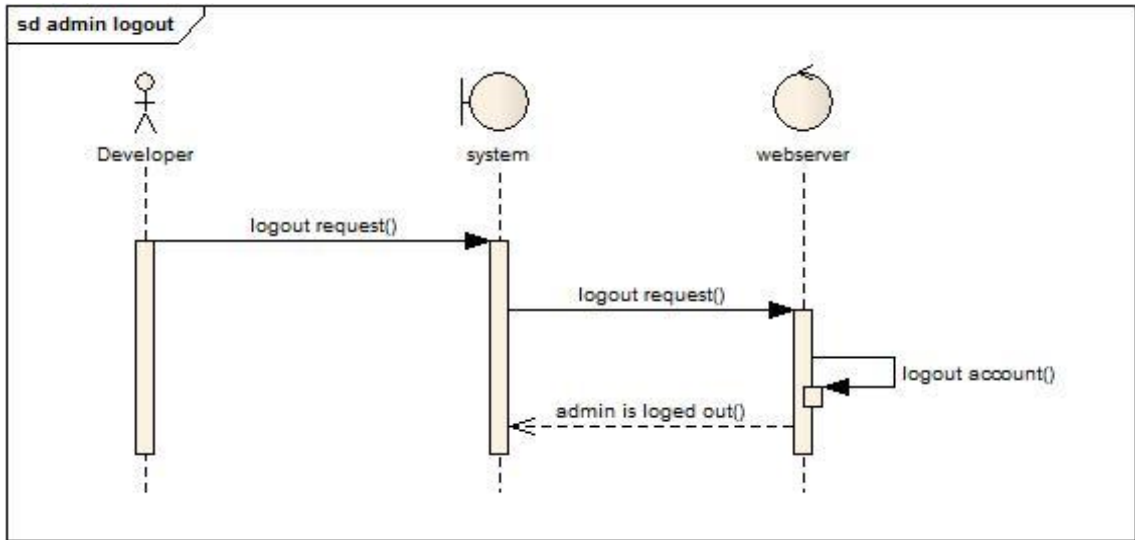 sd admin logout
Developer
system
webserver
logout request()
logout request()
logout account()
admin is loged out()